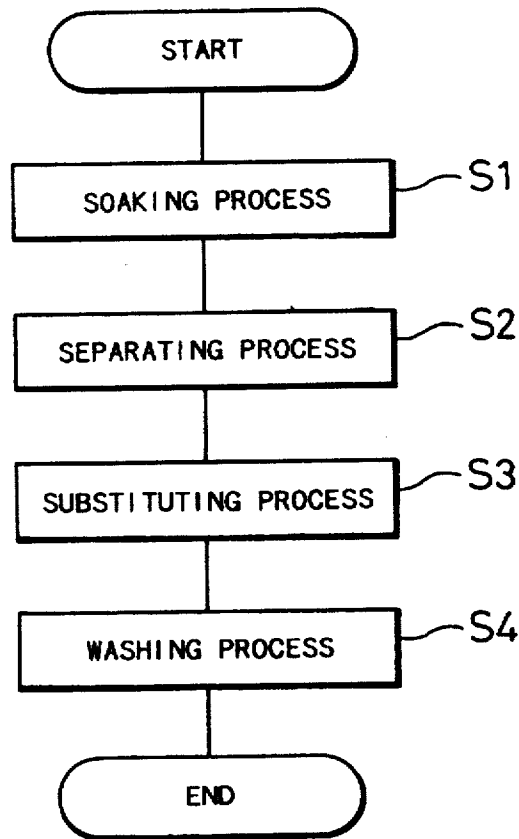 START
SOAKING PROCESS S1
SEPARATING PROCESS S2
SUBSTITUTING PROCESS S3
WASHING PROCESS S4
END